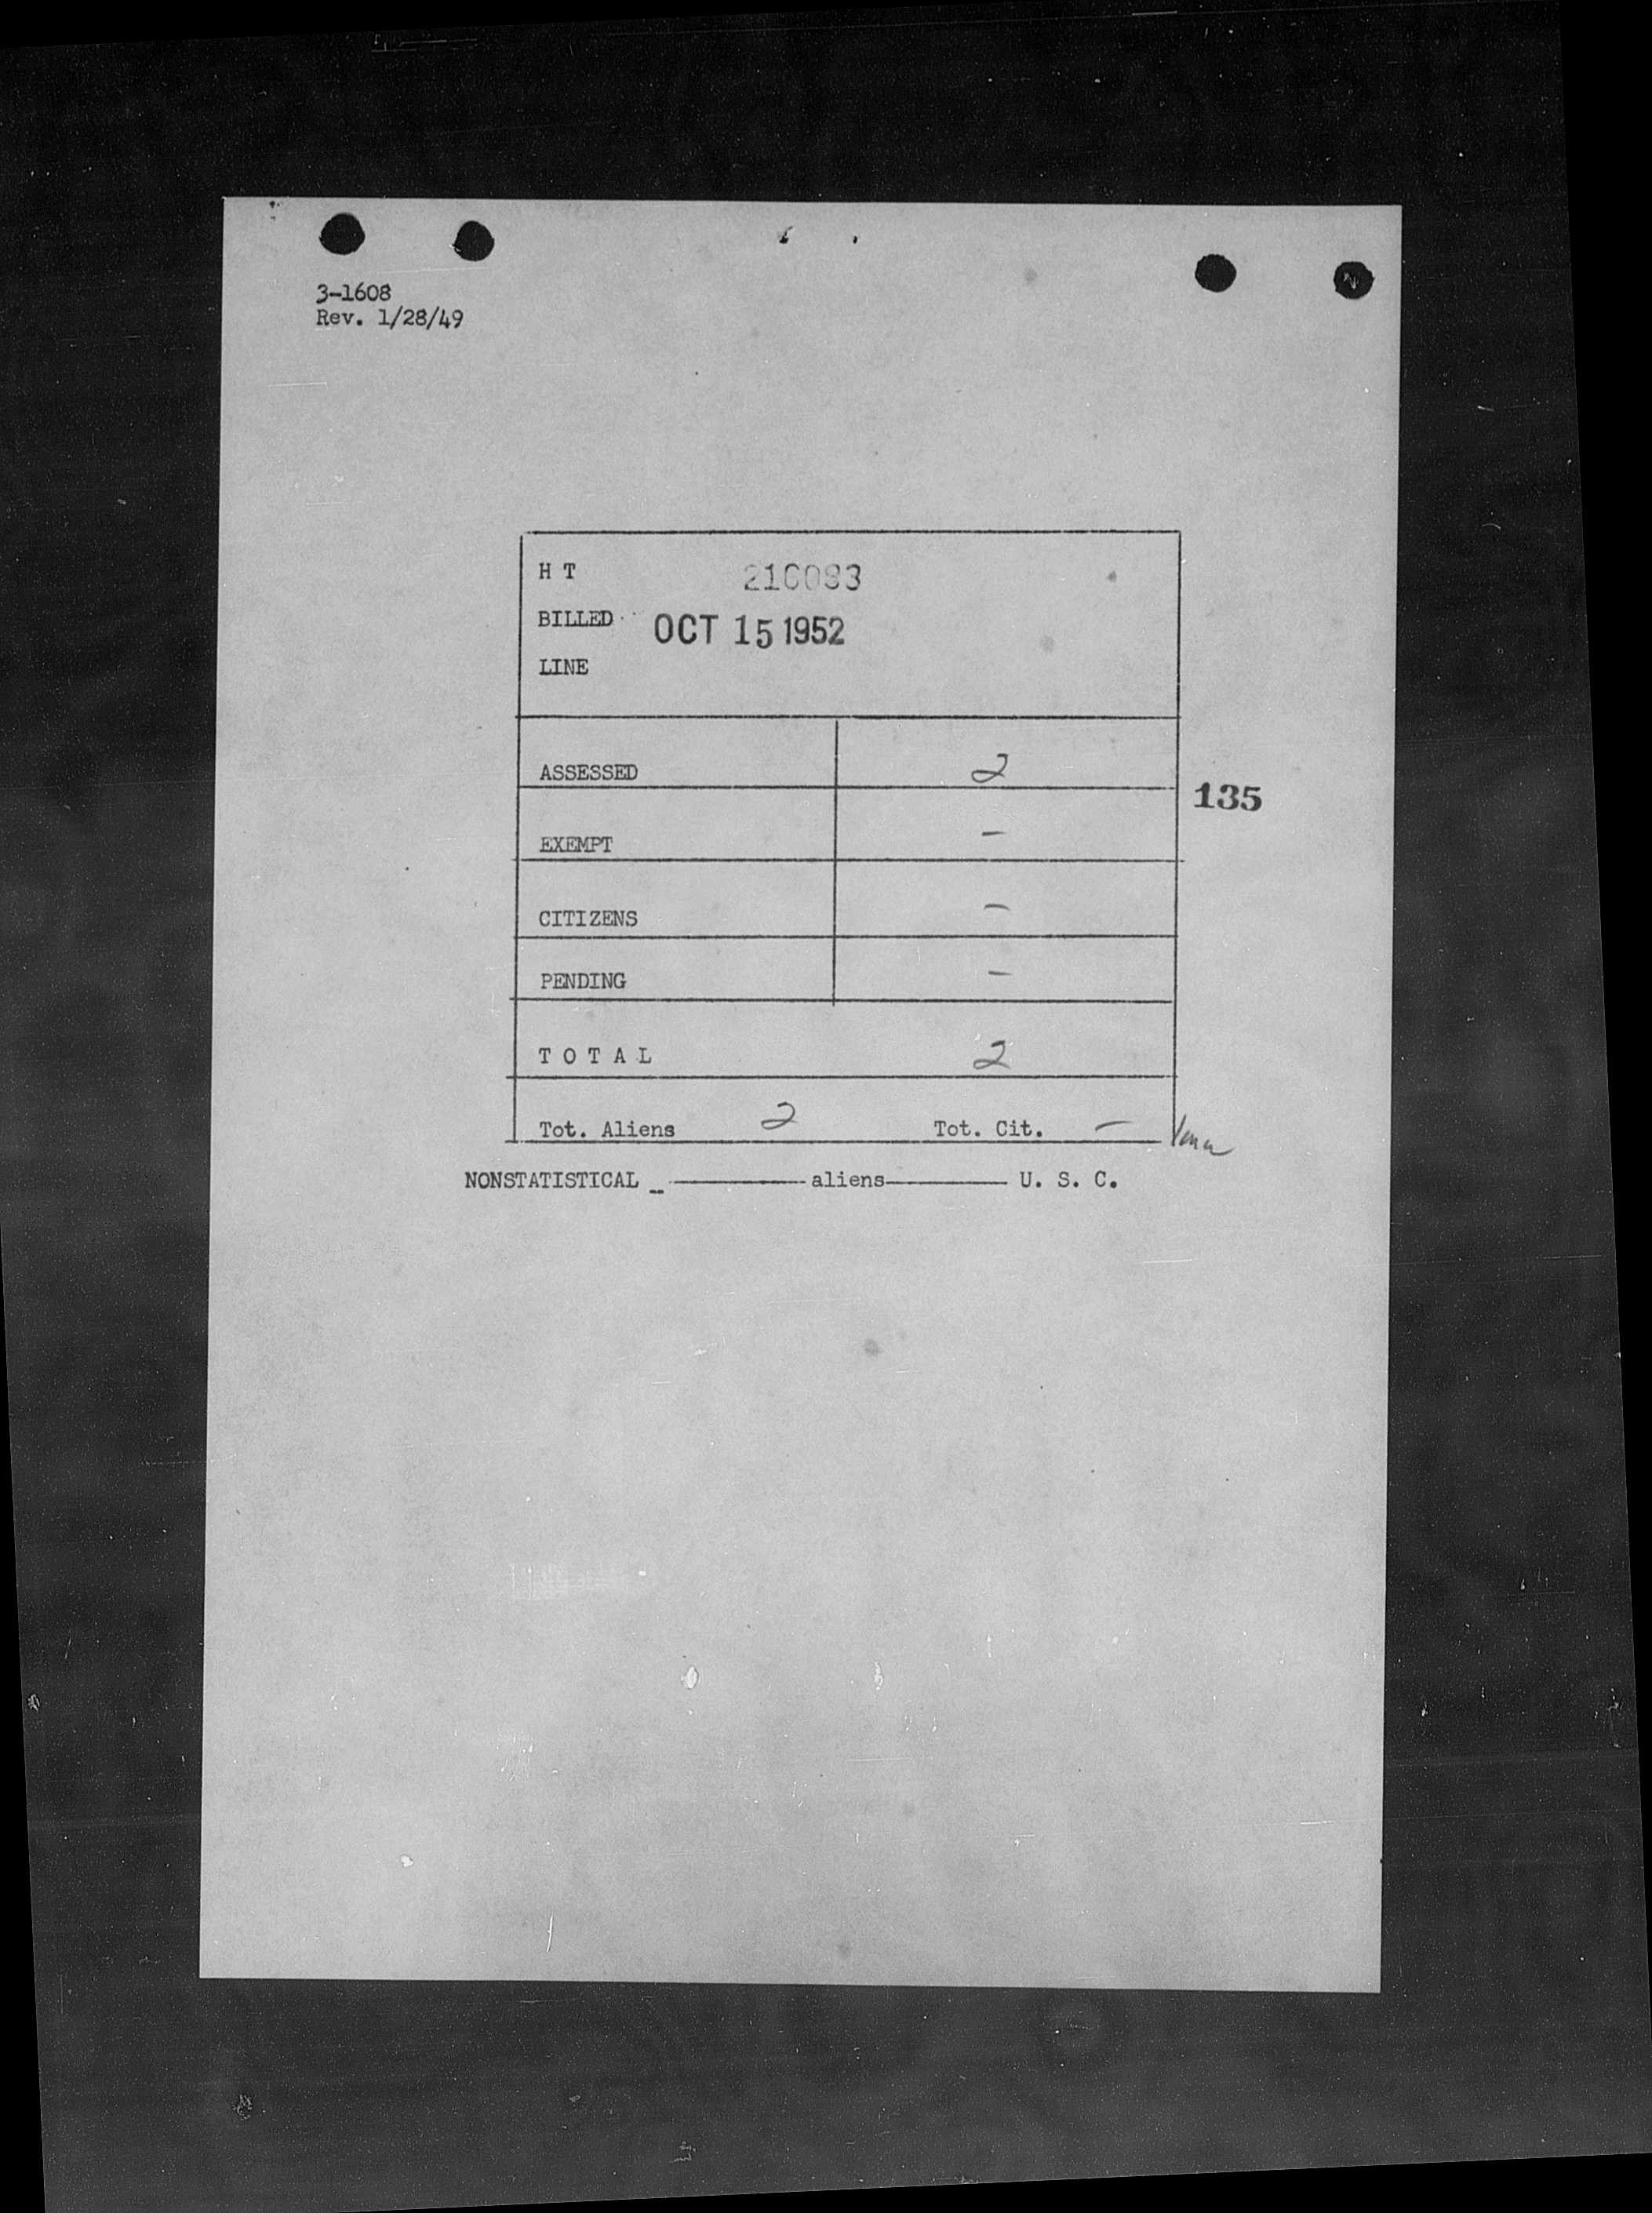 3-1608
Rev. 1/28/49
H T 210083
BILLED OCT 15 1952
LINE
ASSESSED 2
135
EXEMPT -
CITIZENS -
PENDING -
T O T A L 2
Tot. Aliens 2 Tot. Cit. -
NONSTATISTICAL _ aliens U. S. C.